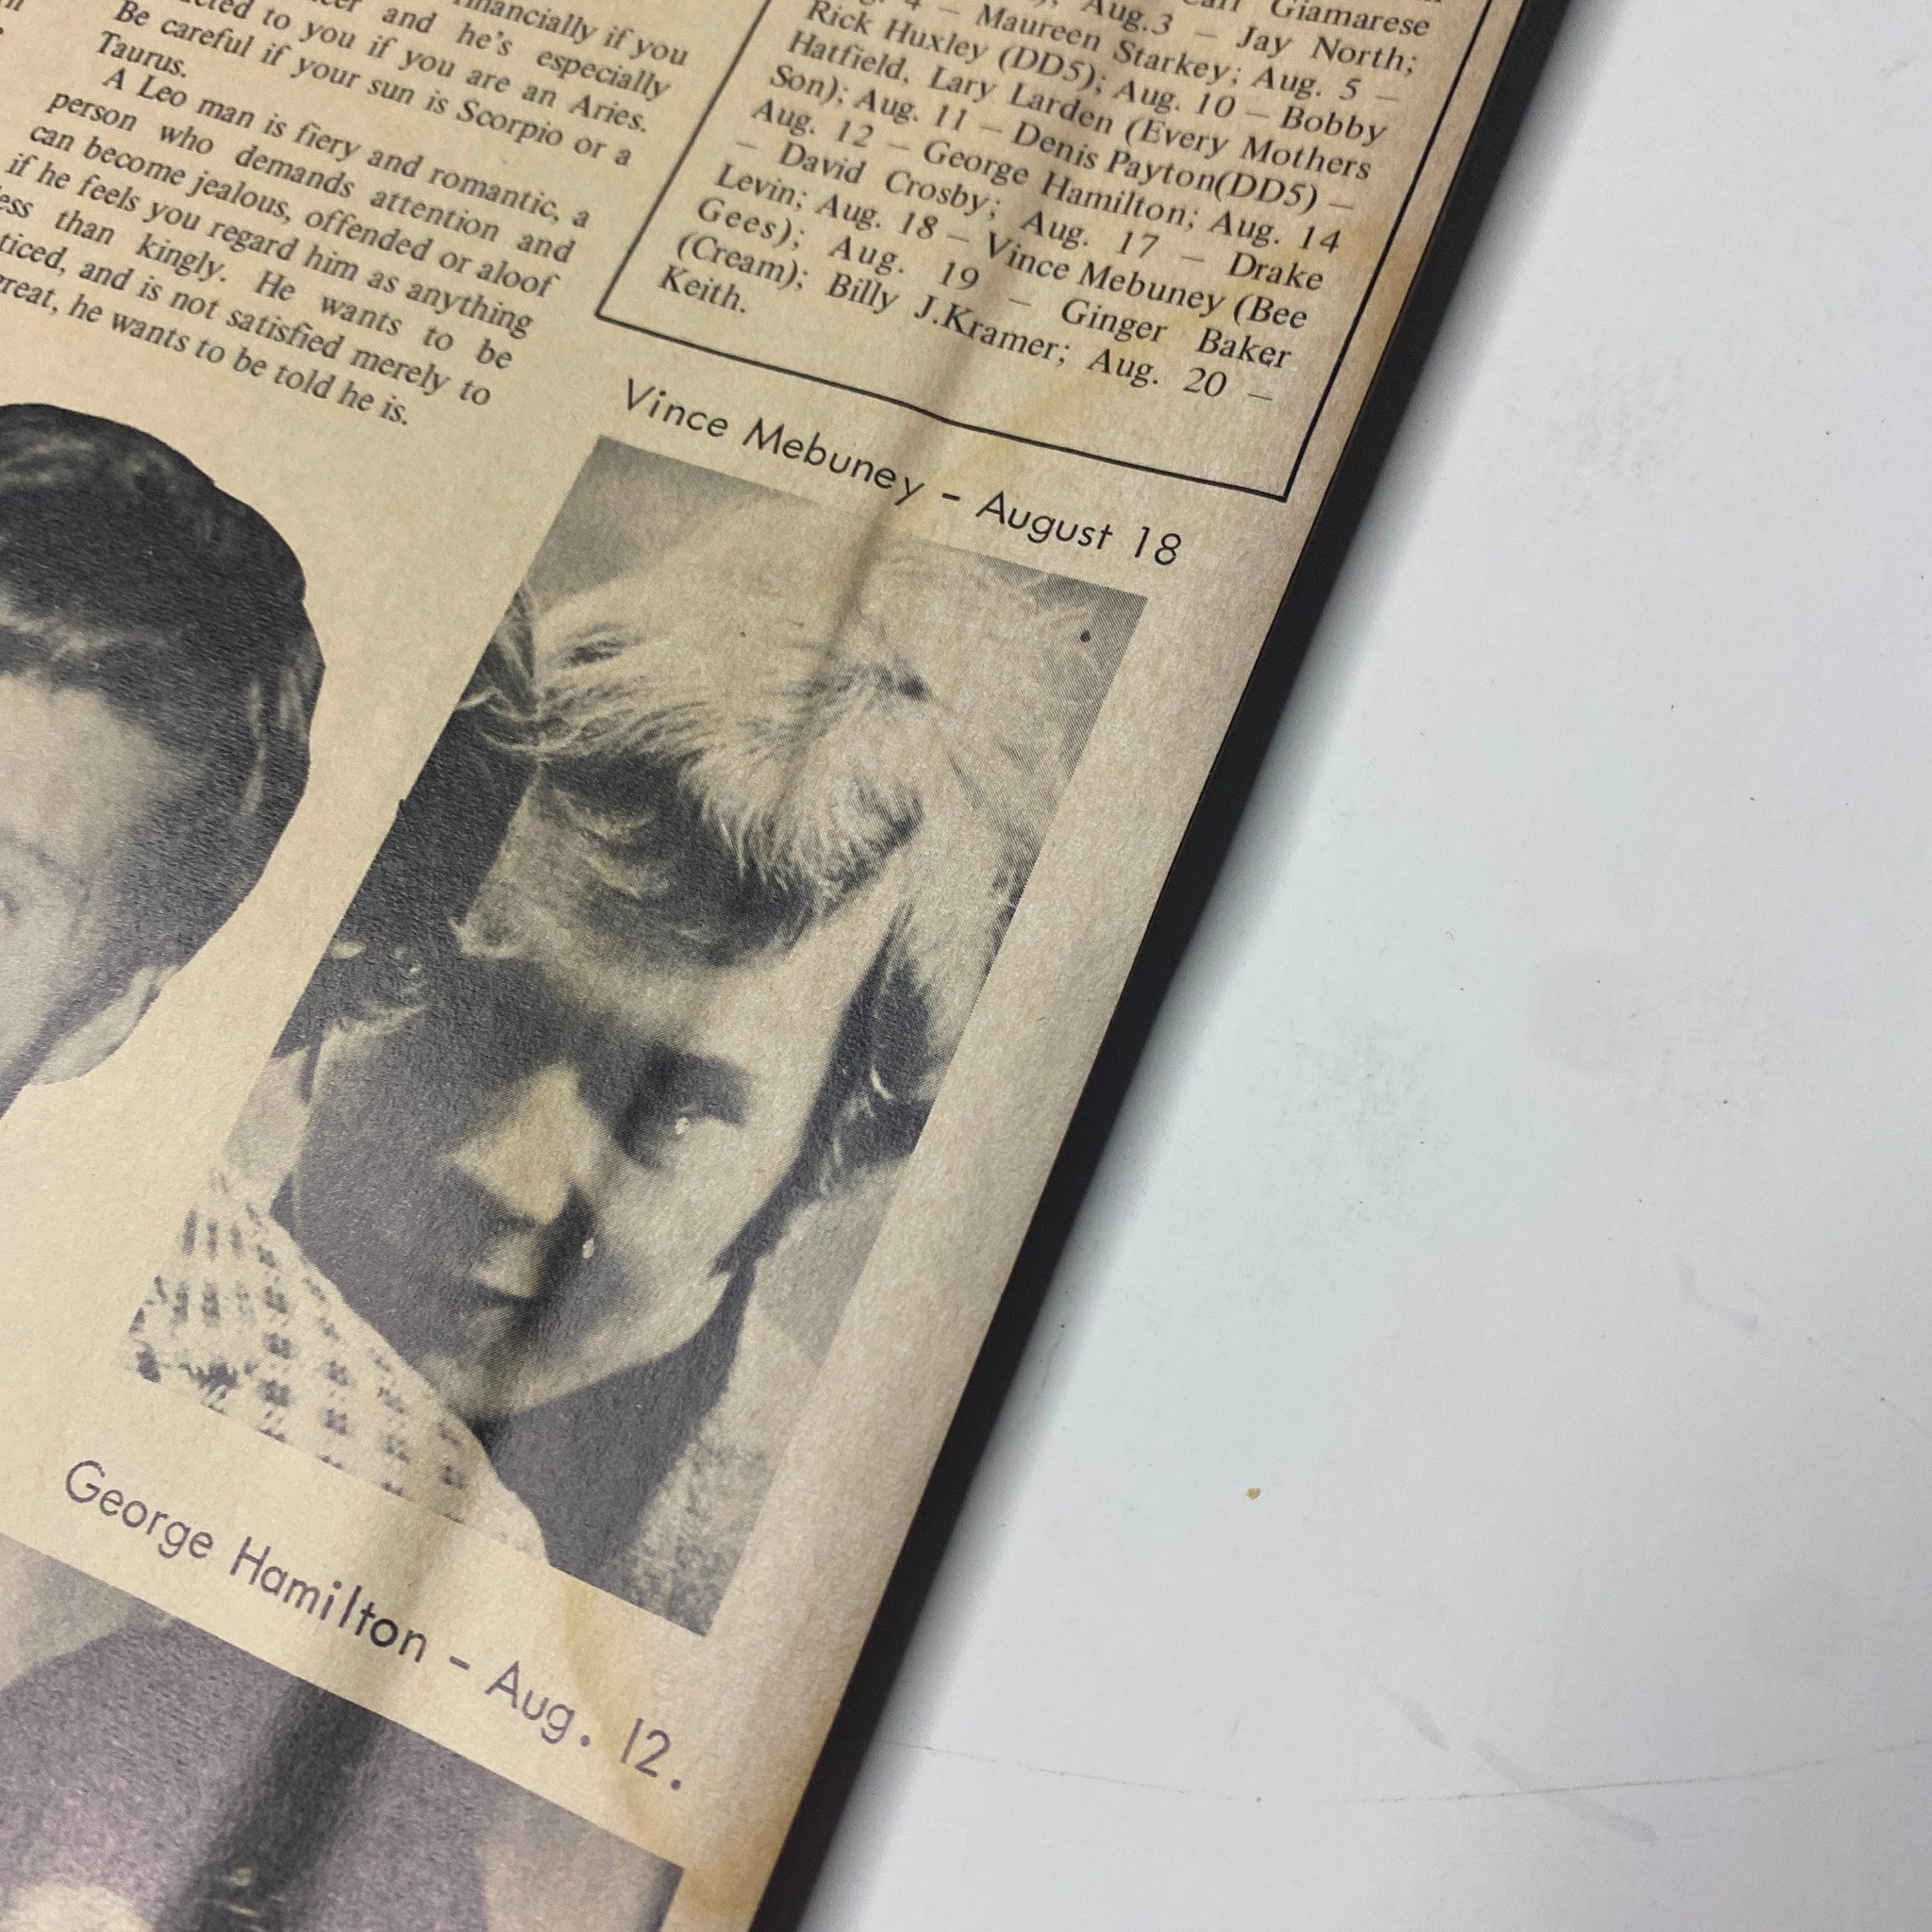 financially if you
and he's especially
to you if you are an Aries.
Be careful if your sun is Scorpio or a
Taurus.
A Leo man is fiery and romantic, a
person who demands attention and
can become jealous, offended or aloof
if he feels you regard him as anything
than kingly. He wants to be
and is not satisfied merely to
he wants to be told he is.
Giamarese
Aug.3 – Jay North;
4 – Maureen Starkey; Aug. 5 –
Rick Huxley (DD5); Aug. 10 – Bobby
Hatfield, Lary Larden (Every Mothers
Son); Aug. 11 – Denis Payton(DD5) –
Aug. 12 – George Hamilton; Aug. 14
– David Crosby; Aug. 17 – Drake
Levin; Aug. 18 – Vince Mebuney (Bee
Gees); Aug. 19 – Ginger Baker
(Cream); Billy J.Kramer; Aug. 20 –
Keith.
Vince Mebuney – August 18
George Hamilton – Aug. 12.